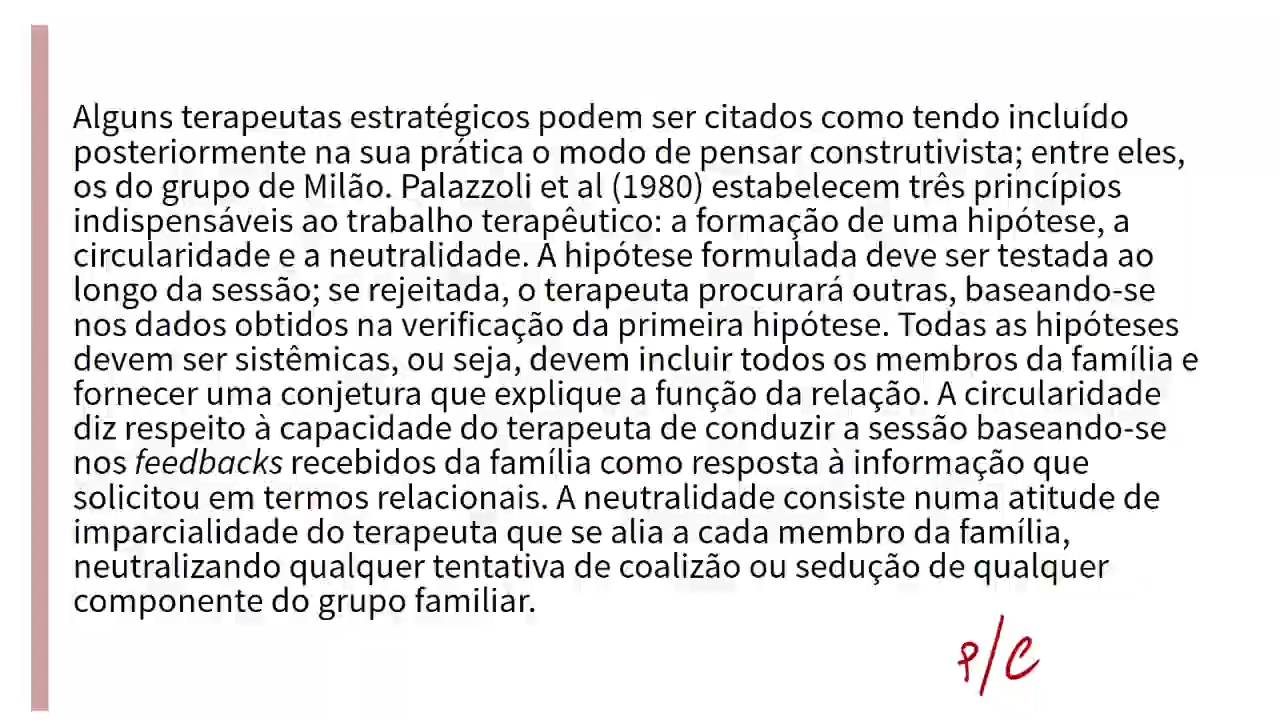 Alguns terapeutas estratégicos podem ser citados como tendo incluído
posteriormente na sua prática o modo de pensar construtivista; entre eles,
os do grupo de Milão. Palazzoli et al (1980) estabelecem três princípios
indispensáveis ao trabalho terapêutico: a formação de uma hipótese, a
circularidade e a neutralidade. A hipótese formulada deve ser testada ao
longo da sessão; se rejeitada, o terapeuta procurará outras, baseando-se
nos dados obtidos na verificação da primeira hipótese. Todas as hipóteses
devem ser sistêmicas, ou seja, devem incluir todos os membros da família e
fornecer uma conjetura que explique a função da relação. A circularidade
diz respeito à capacidade do terapeuta de conduzir a sessão baseando-se
nos feedbacks recebidos da família como resposta à informação que
solicitou em termos relacionais. A neutralidade consiste numa atitude de
imparcialidade do terapeuta que se alia a cada membro da família,
neutralizando qualquer tentativa de coalizão ou sedução de qualquer
componente do grupo familiar.
P/C